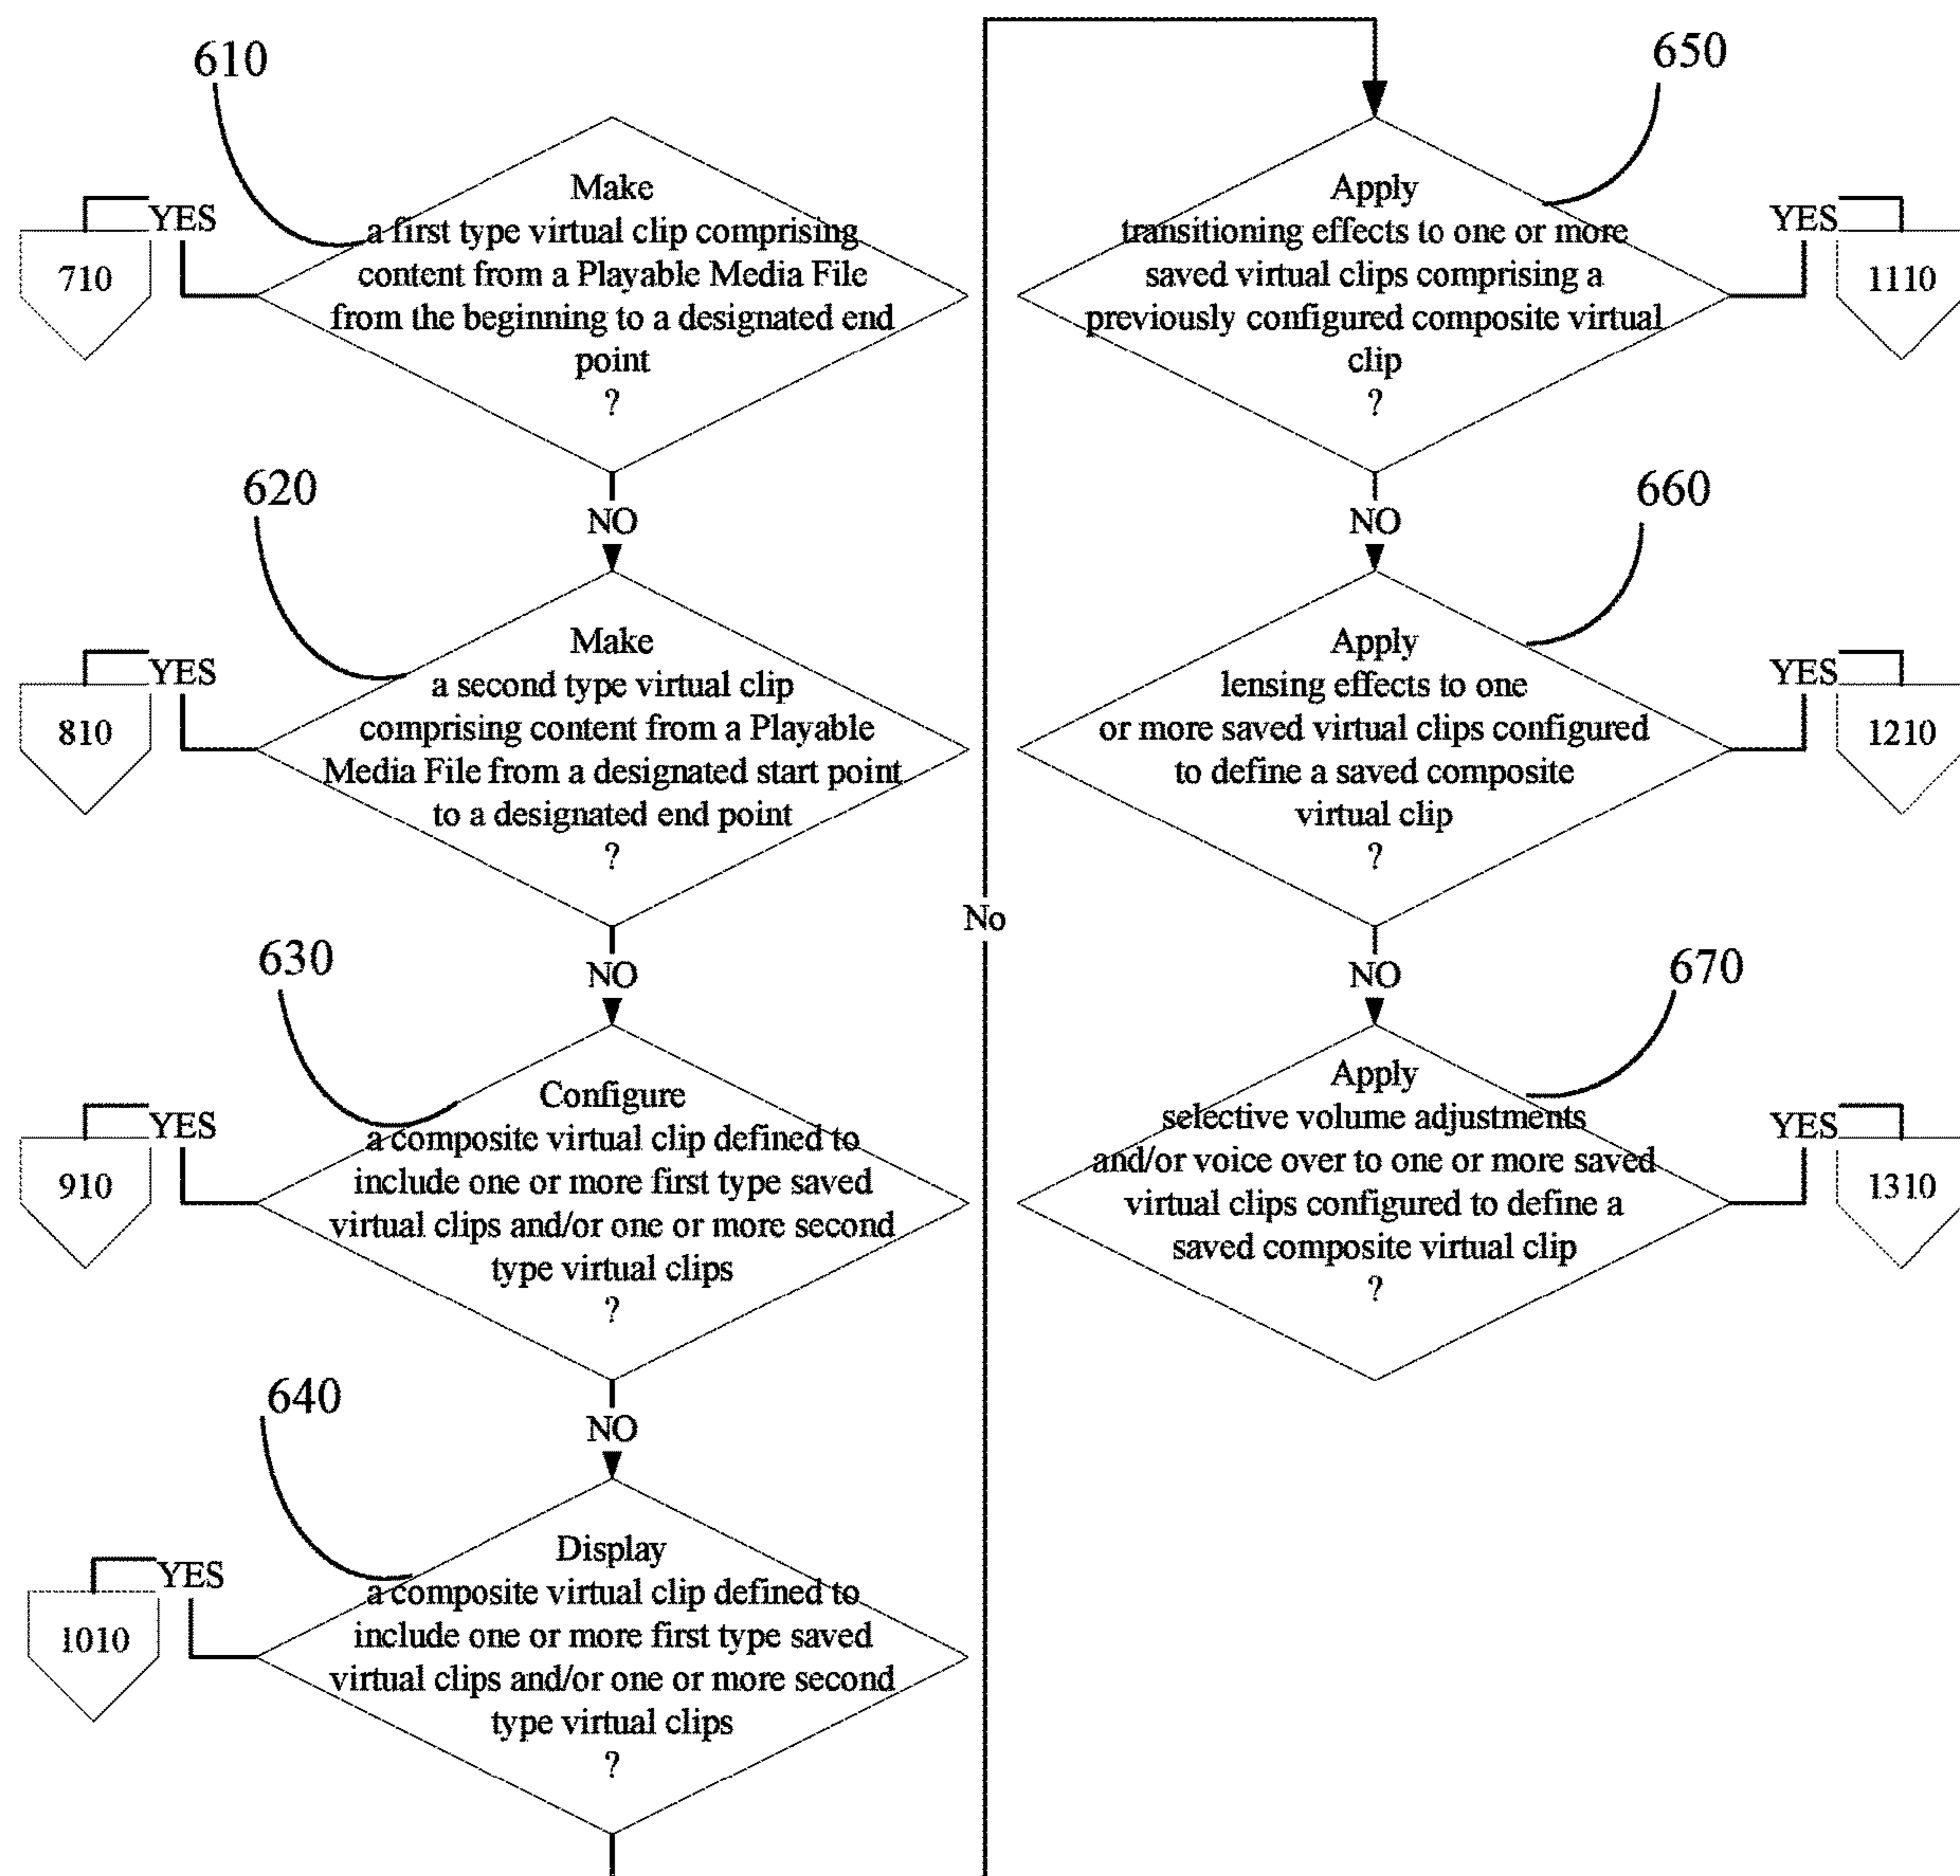 610
Make
a first type virtual clip comprising
content from a Playable Media File
from the beginning to a designated end
point
?
YES
710
NO
620
Make
a second type virtual clip
comprising content from a Playable
Media File from a designated start point
to a designated end point
?
YES
810
NO
630
Configure
a composite virtual clip defined to
include one or more first type saved
virtual clips and/or one or more second
type virtual clips
?
YES
910
NO
640
Display
a composite virtual clip defined to
include one or more first type saved
virtual clips and/or one or more second
type virtual clips
?
YES
1010
No
650
Apply
transitioning effects to one or more
saved virtual clips comprising a
previously configured composite virtual
clip
?
YES
1110
NO
660
Apply
lensing effects to one
or more saved virtual clips configured
to define a saved composite
virtual clip
?
YES
1210
NO
670
Apply
selective volume adjustments
and/or voice over to one or more saved
virtual clips configured to define a
saved composite virtual clip
?
YES
1310